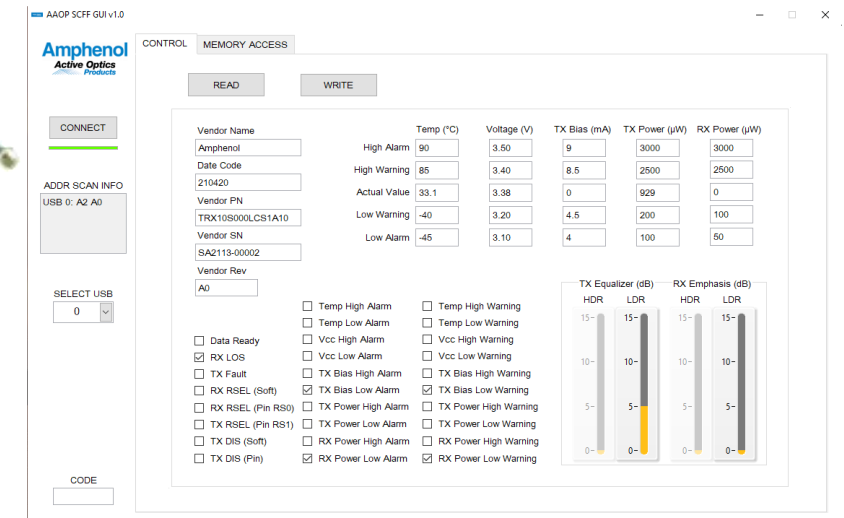 AAOP SCFF GUI v1.0
Amphenol
Active Optics
Products
CONTROL MEMORY ACCESS
READ WRITE
CONNECT
ADDR SCAN INFO
USB 0: A2 A0
SELECT USB
0
CODE
Vendor Name
Amphenol
Date Code
210420
Vendor PN
TRX10S000LCS1A10
Vendor SN
SA2113-00002
Vendor Rev
A0
Temp (°C) Voltage (V) TX Bias (mA) TX Power (µW) RX Power (µW)
High Alarm 90 3.50 9 3000 3000
High Warning 85 3.40 8.5 2500 2500
Actual Value 33.1 3.38 0 929 0
Low Warning -40 3.20 4.5 200 100
Low Alarm -45 3.10 4 100 50
Data Ready
RX LOS
TX Fault
RX RSEL (Soft)
RX RSEL (Pin RS0)
TX RSEL (Pin RS1)
TX DIS (Soft)
TX DIS (Pin)
Temp High Alarm Temp High Warning
Temp Low Alarm Temp Low Warning
Vcc High Alarm Vcc High Warning
Vcc Low Alarm Vcc Low Warning
TX Bias High Alarm TX Bias High Warning
TX Bias Low Alarm TX Bias Low Warning
TX Power High Alarm TX Power High Warning
TX Power Low Alarm TX Power Low Warning
RX Power High Alarm RX Power High Warning
RX Power Low Alarm RX Power Low Warning
TX Equalizer (dB) RX Emphasis (dB)
HDR LDR HDR LDR
15- 15- 15- 15-
10- 10- 10- 10-
5- 5- 5- 5-
0- 0- 0- 0-